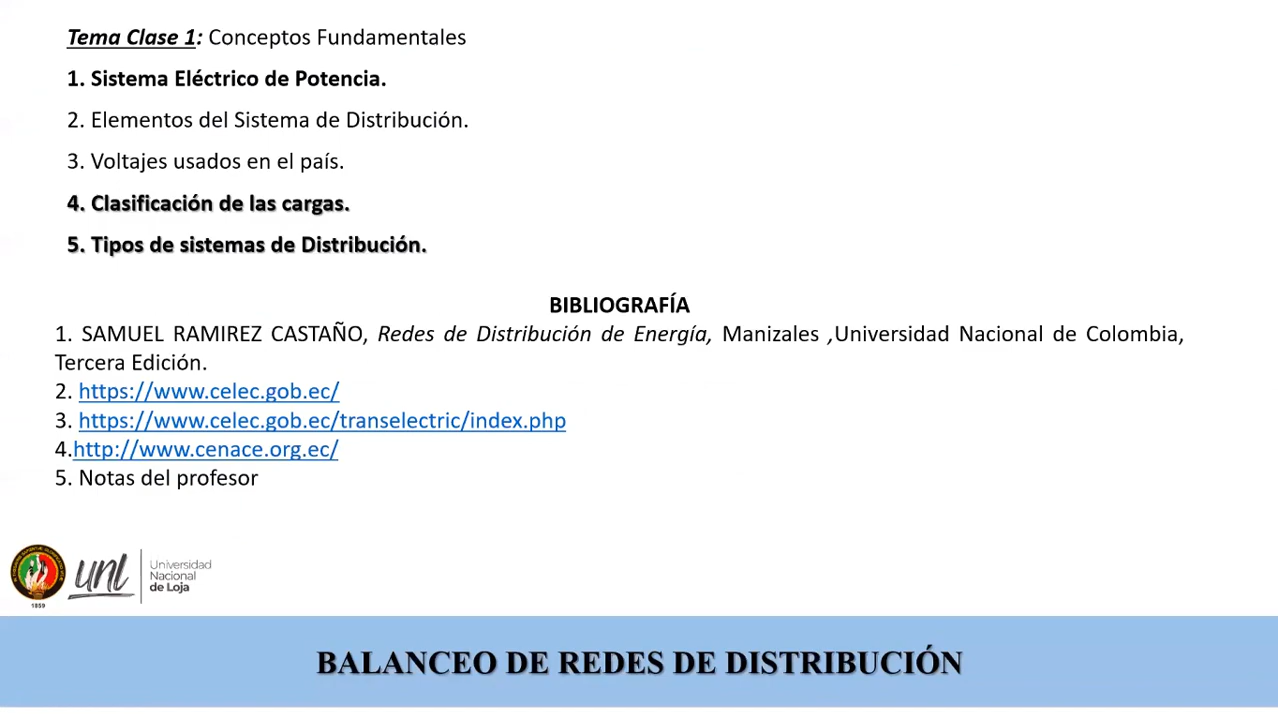 Tema Clase 1: Conceptos Fundamentales
1. Sistema Eléctrico de Potencia.
2. Elementos del Sistema de Distribución.
3. Voltajes usados en el país.
4. Clasificación de las cargas.
5. Tipos de sistemas de Distribución.
BIBLIOGRAFÍA
1. SAMUEL RAMIREZ CASTAÑO, Redes de Distribución de Energía, Manizales ,Universidad Nacional de Colombia,
Tercera Edición.
2. https://www.celec.gob.ec/
3. https://www.celec.gob.ec/transelectric/index.php
4.http://www.cenace.org.ec/
5. Notas del profesor
unl
Universidad
Nacional
de Loja
1859
BALANCEO DE REDES DE DISTRIBUCIÓN